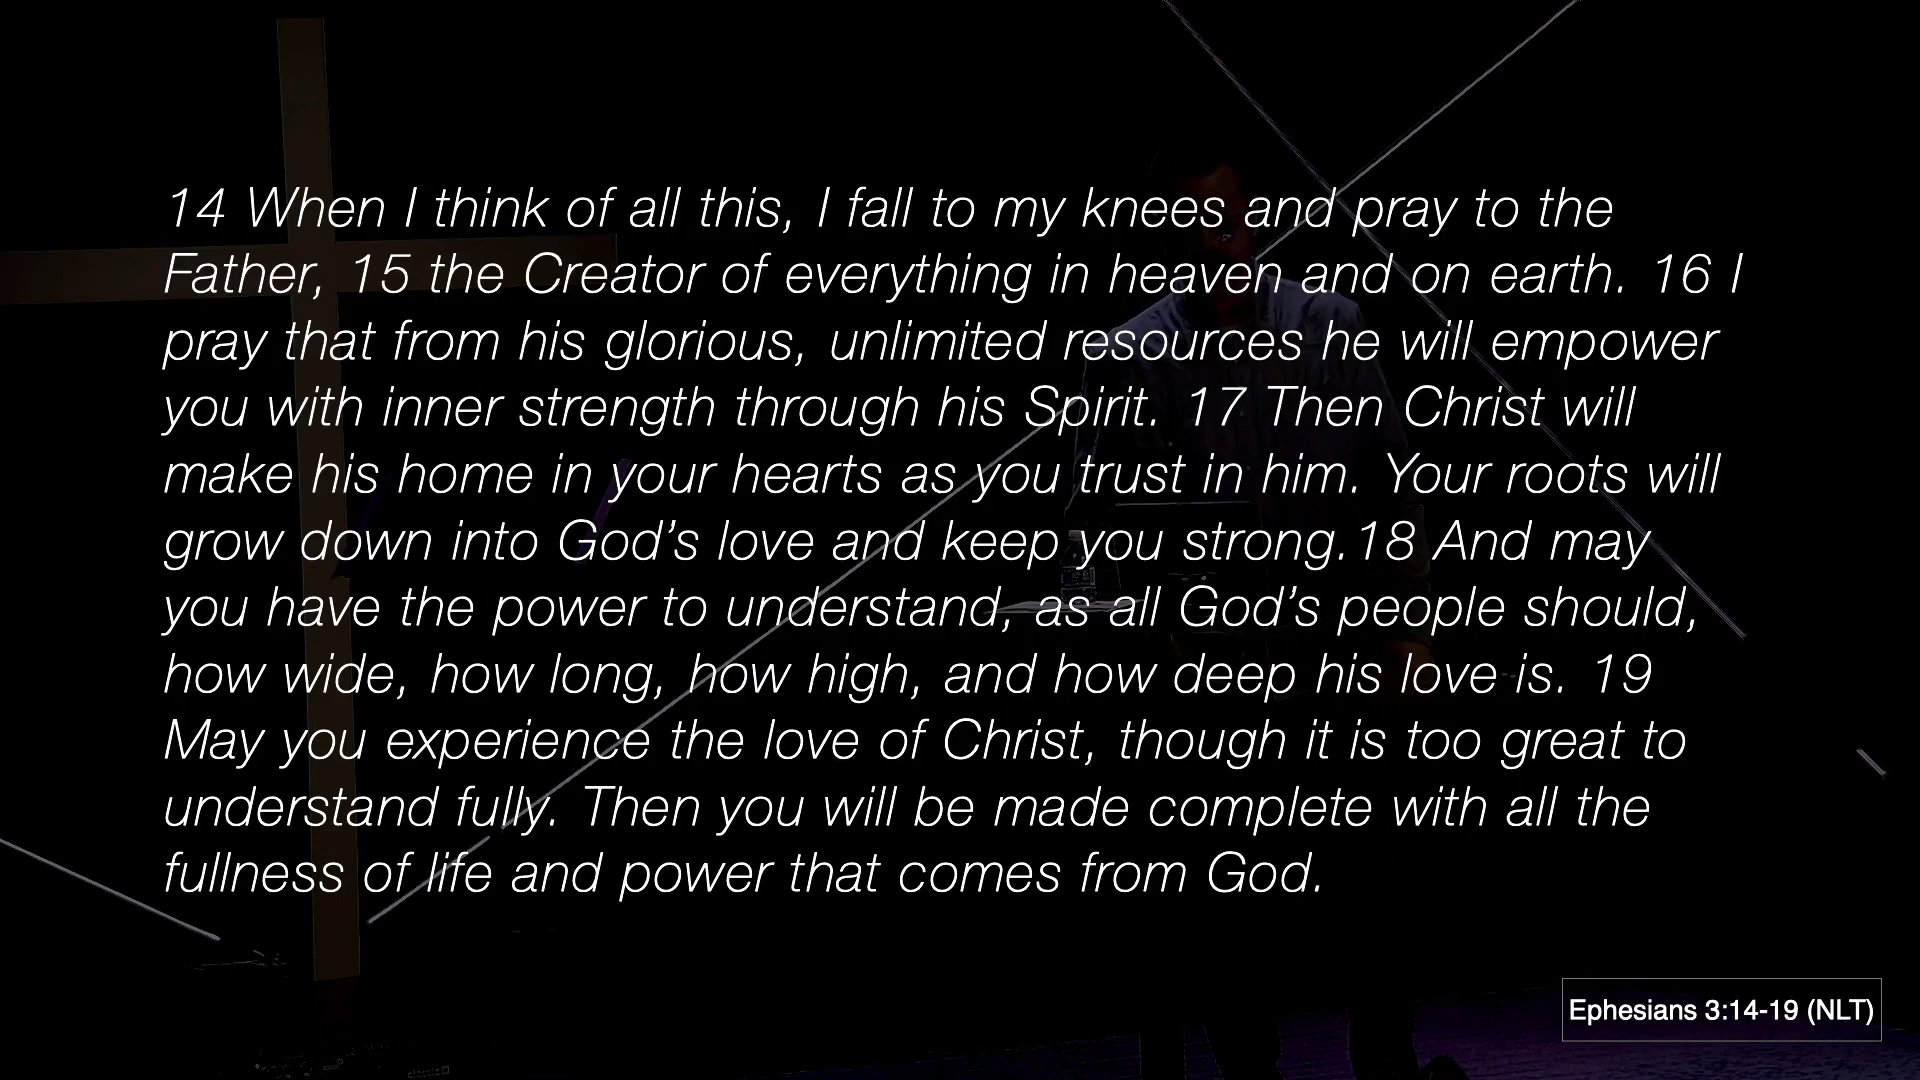 14 When I think of all this, I fall to my knees and pray to the
Father, 15 the Creator of everything in heaven and on earth. 16 I
pray that from his glorious, unlimited resources he will empower
you with inner strength through his Spirit. 17 Then Christ will
make his home in your hearts as you trust in him. Your roots will
grow down into God’s love and keep you strong.18 And may
you have the power to understand, as all God’s people should,
how wide, how long, how high, and how deep his love is. 19
May you experience the love of Christ, though it is too great to
understand fully. Then you will be made complete with all the
fullness of life and power that comes from God.
Ephesians 3:14-19 (NLT)